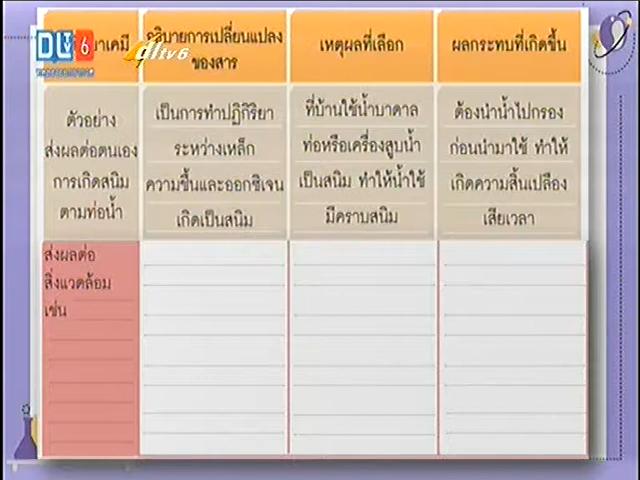 DLTV 6
dltv6
าเคมี
อธิบายการเปลี่ยนแปลง
ของสาร
เหตุผลที่เลือก
ผลกระทบที่เกิดขึ้น
ตัวอย่าง
ส่งผลต่อตนเอง
การเกิดสนิม
ตามท่อน้ำ
เป็นการทำปฏิกิริยา
ระหว่างเหล็ก
ความชื้นและออกซิเจน
เกิดเป็นสนิม
ที่บ้านใช้น้ำบาดาล
ท่อหรือเครื่องสูบน้ำ
เป็นสนิม ทำให้น้ำใช้
มีคราบสนิม
ต้องนำน้ำไปกรอง
ก่อนนำมาใช้ ทำให้
เกิดความสิ้นเปลือง
เสียเวลา
ส่งผลต่อ
สิ่งแวดล้อม
เช่น